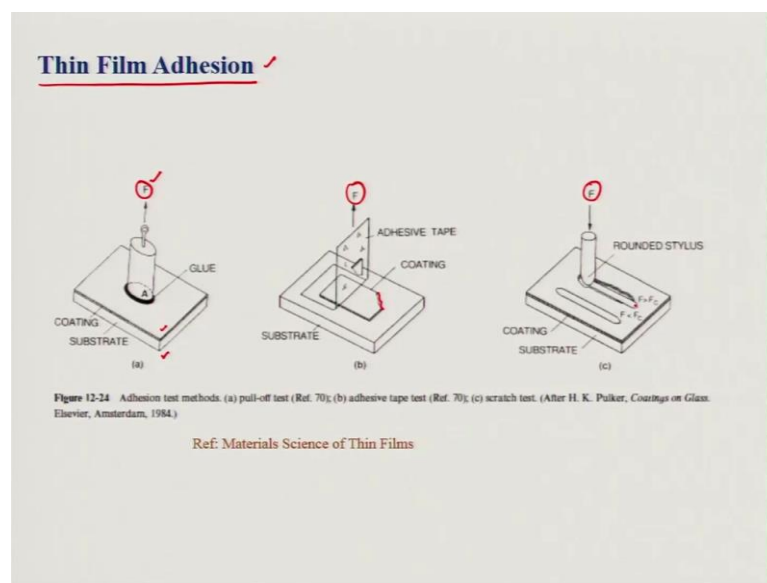 Thin Film Adhesion
F
GLUE
A
COATING
SUBSTRATE
(a)
F
ADHESIVE TAPE
COATING
SUBSTRATE
(b)
F
ROUNDED STYLUS
F>Fc
F<Fc
COATING
SUBSTRATE
(c)
Figure 12-24 Adhesion test methods. (a) pull-off test (Ref. 70); (b) adhesive tape test (Ref. 70); (c) scratch test. (After H. K. Pulker, Coatings on Glass.
Elsevier, Amsterdam, 1984.)
Ref: Materials Science of Thin Films